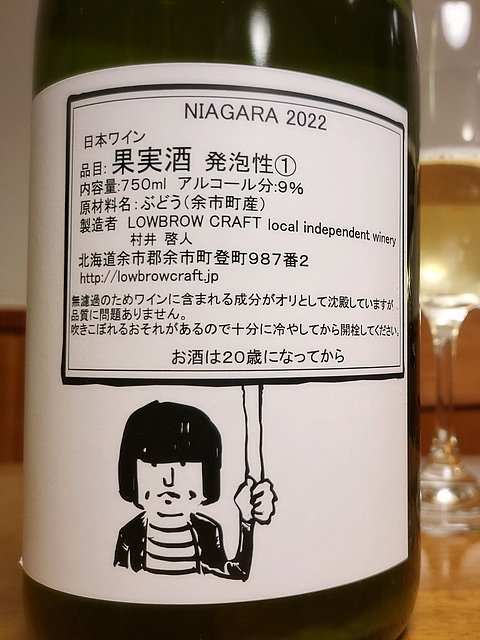 NIAGARA 2022
日本ワイン
品目: 果実酒 発泡性①
内容量:750ml アルコール分:9%
原材料名:ぶどう(余市町産)
製造者 LOWBROW CRAFT local independent winery
村井 啓人
北海道余市郡余市町登町987番2
http://lowbrowcraft.jp
無濾過のためワインに含まれる成分がオリとして沈殿していますが
品質に問題ありません。
吹きこぼれるおそれがあるので十分に冷やしてから開栓してください。
お酒は20歳になってから